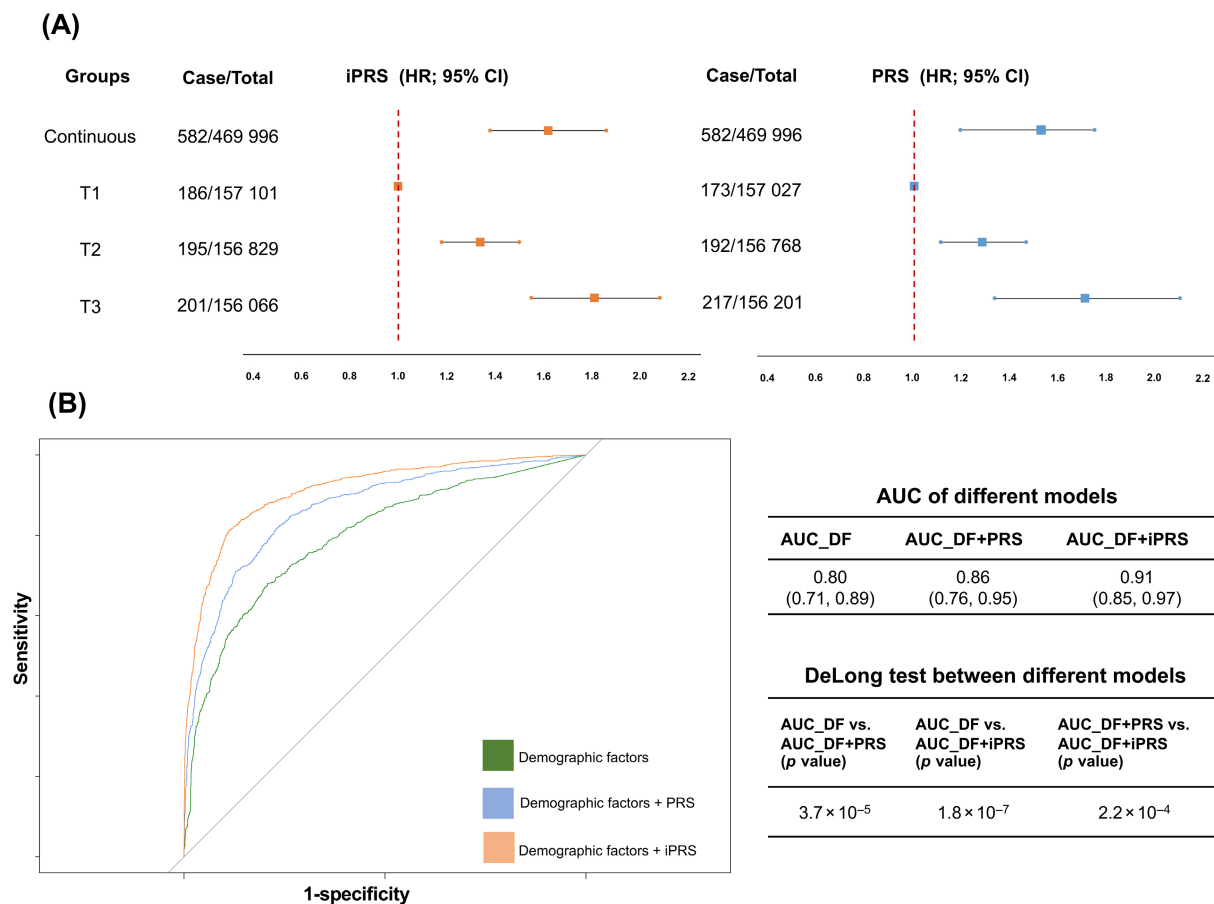 (A)
Groups Case/Total iPRS (HR; 95% CI) Case/Total PRS (HR; 95% CI)
Continuous 582/469 996 582/469 996
T1 186/157 101 173/157 027
T2 195/156 829 192/156 768
T3 201/156 066 217/156 201
0.4 0.6 0.8 1.0 1.2 1.4 1.6 1.8 2.0 2.2 0.4 0.6 0.8 1.0 1.2 1.4 1.6 1.8 2.0 2.2
(B)
Sensitivity
1-specificity
Demographic factors
Demographic factors + PRS
Demographic factors + iPRS
AUC of different models
AUC_DF AUC_DF+PRS AUC_DF+iPRS
0.80 0.86 0.91
(0.71, 0.89) (0.76, 0.95) (0.85, 0.97)
DeLong test between different models
AUC_DF vs. AUC_DF vs. AUC_DF+PRS vs.
AUC_DF+PRS AUC_DF+iPRS AUC_DF+iPRS
(p value) (p value) (p value)
3.7 × 10⁻⁵ 1.8 × 10⁻⁷ 2.2 × 10⁻⁴